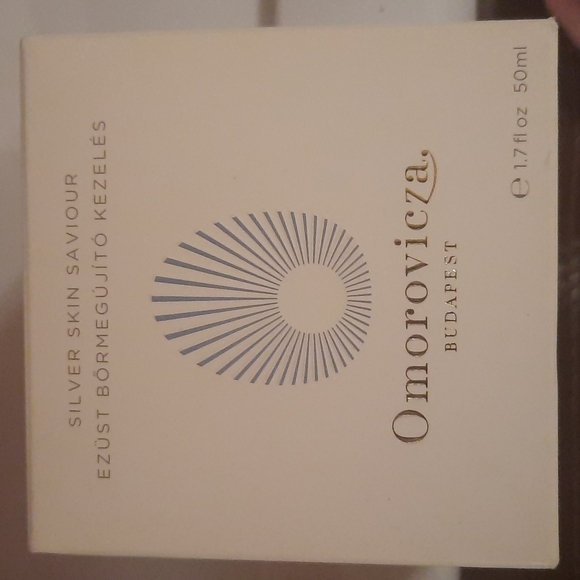 SILVER SKIN SAVIOUR
EZÜST BŐRMEGÚJÍTÓ KEZELÉS
Omorovicza
BUDAPEST
℮ 1.7 fl oz 50ml